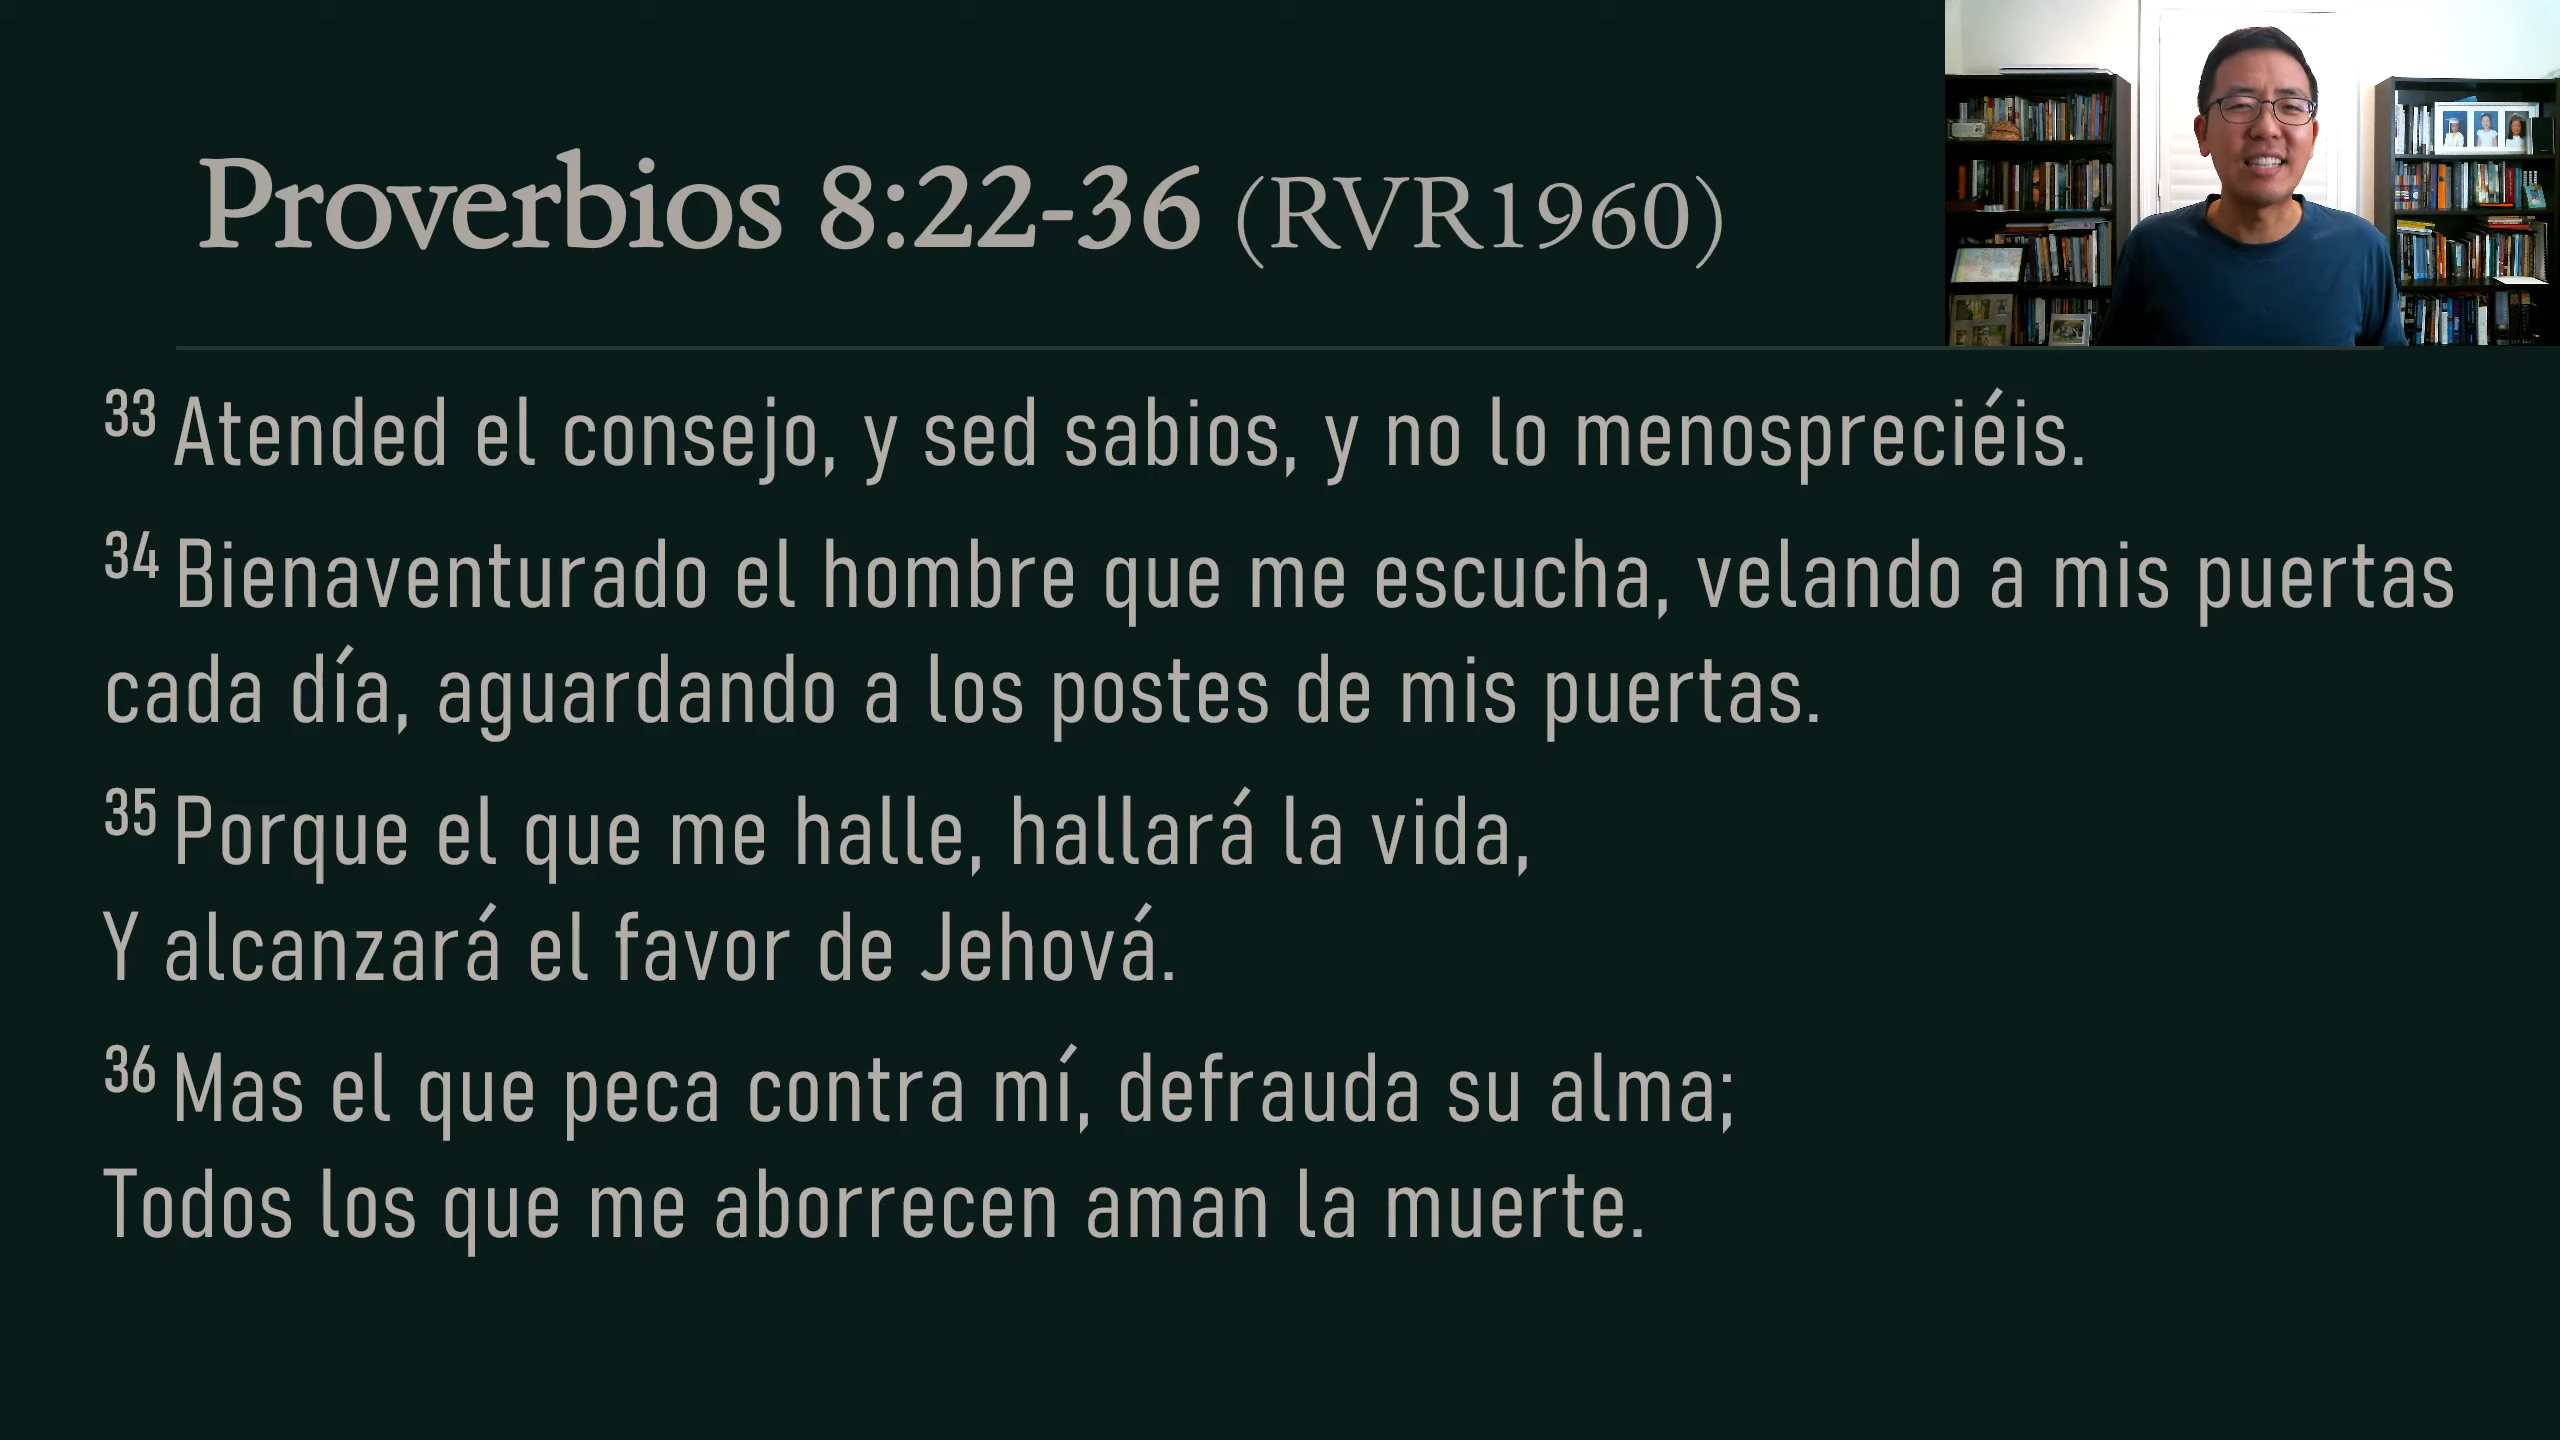 Proverbios 8:22-36 (RVR1960)
33 Atended el consejo, y sed sabios, y no lo menospreciéis.
34 Bienaventurado el hombre que me escucha, velando a mis puertas
cada día, aguardando a los postes de mis puertas.
35 Porque el que me halle, hallará la vida,
Y alcanzará el favor de Jehová.
36 Mas el que peca contra mí, defrauda su alma;
Todos los que me aborrecen aman la muerte.